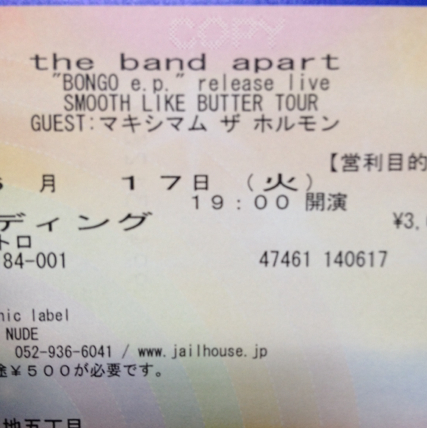 COPY
the band apart
"BONGO e.p." release live
SMOOTH LIKE BUTTER TOUR
GUEST:マキシマム ザ ホルモン
【営利目的
月 17日 (火)
19:00 開演
ディング ¥3,
トロ
84-001 47461 140617
nic label
NUDE
052-936-6041 / www.jailhouse.jp
途¥500が必要です。
地五丁目